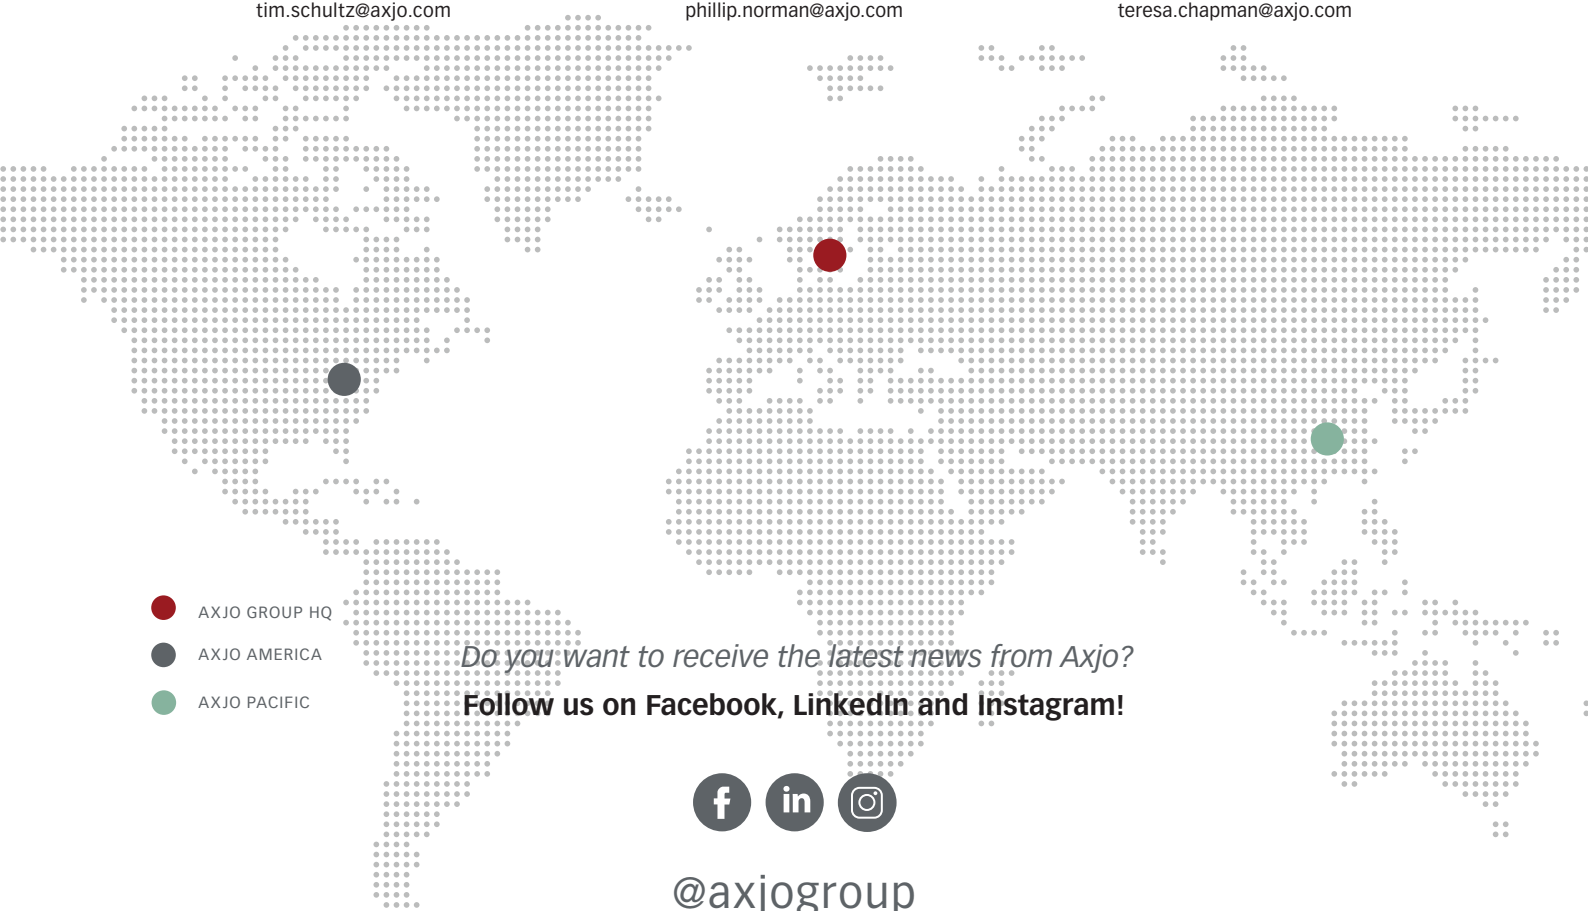 tim.schultz@axjo.com
phillip.norman@axjo.com
teresa.chapman@axjo.com
AXJO GROUP HQ
AXJO AMERICA
AXJO PACIFIC
Do you want to receive the latest news from Axjo?
Follow us on Facebook, LinkedIn and Instagram!
f
in
@axjogroup